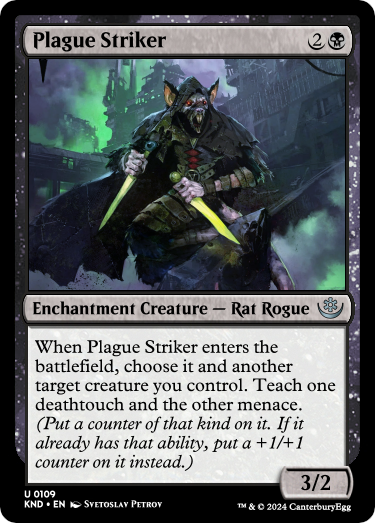 Plague Striker 2
Enchantment Creature — Rat Rogue
When Plague Striker enters the
battlefield, choose it and another
target creature you control. Teach one
deathtouch and the other menace.
(Put a counter of that kind on it. If it
already has that ability, put a +1/+1
counter on it instead.)
3/2
U 0109
KND • EN Svetoslav Petrov
™ & © 2024 CanterburyEgg